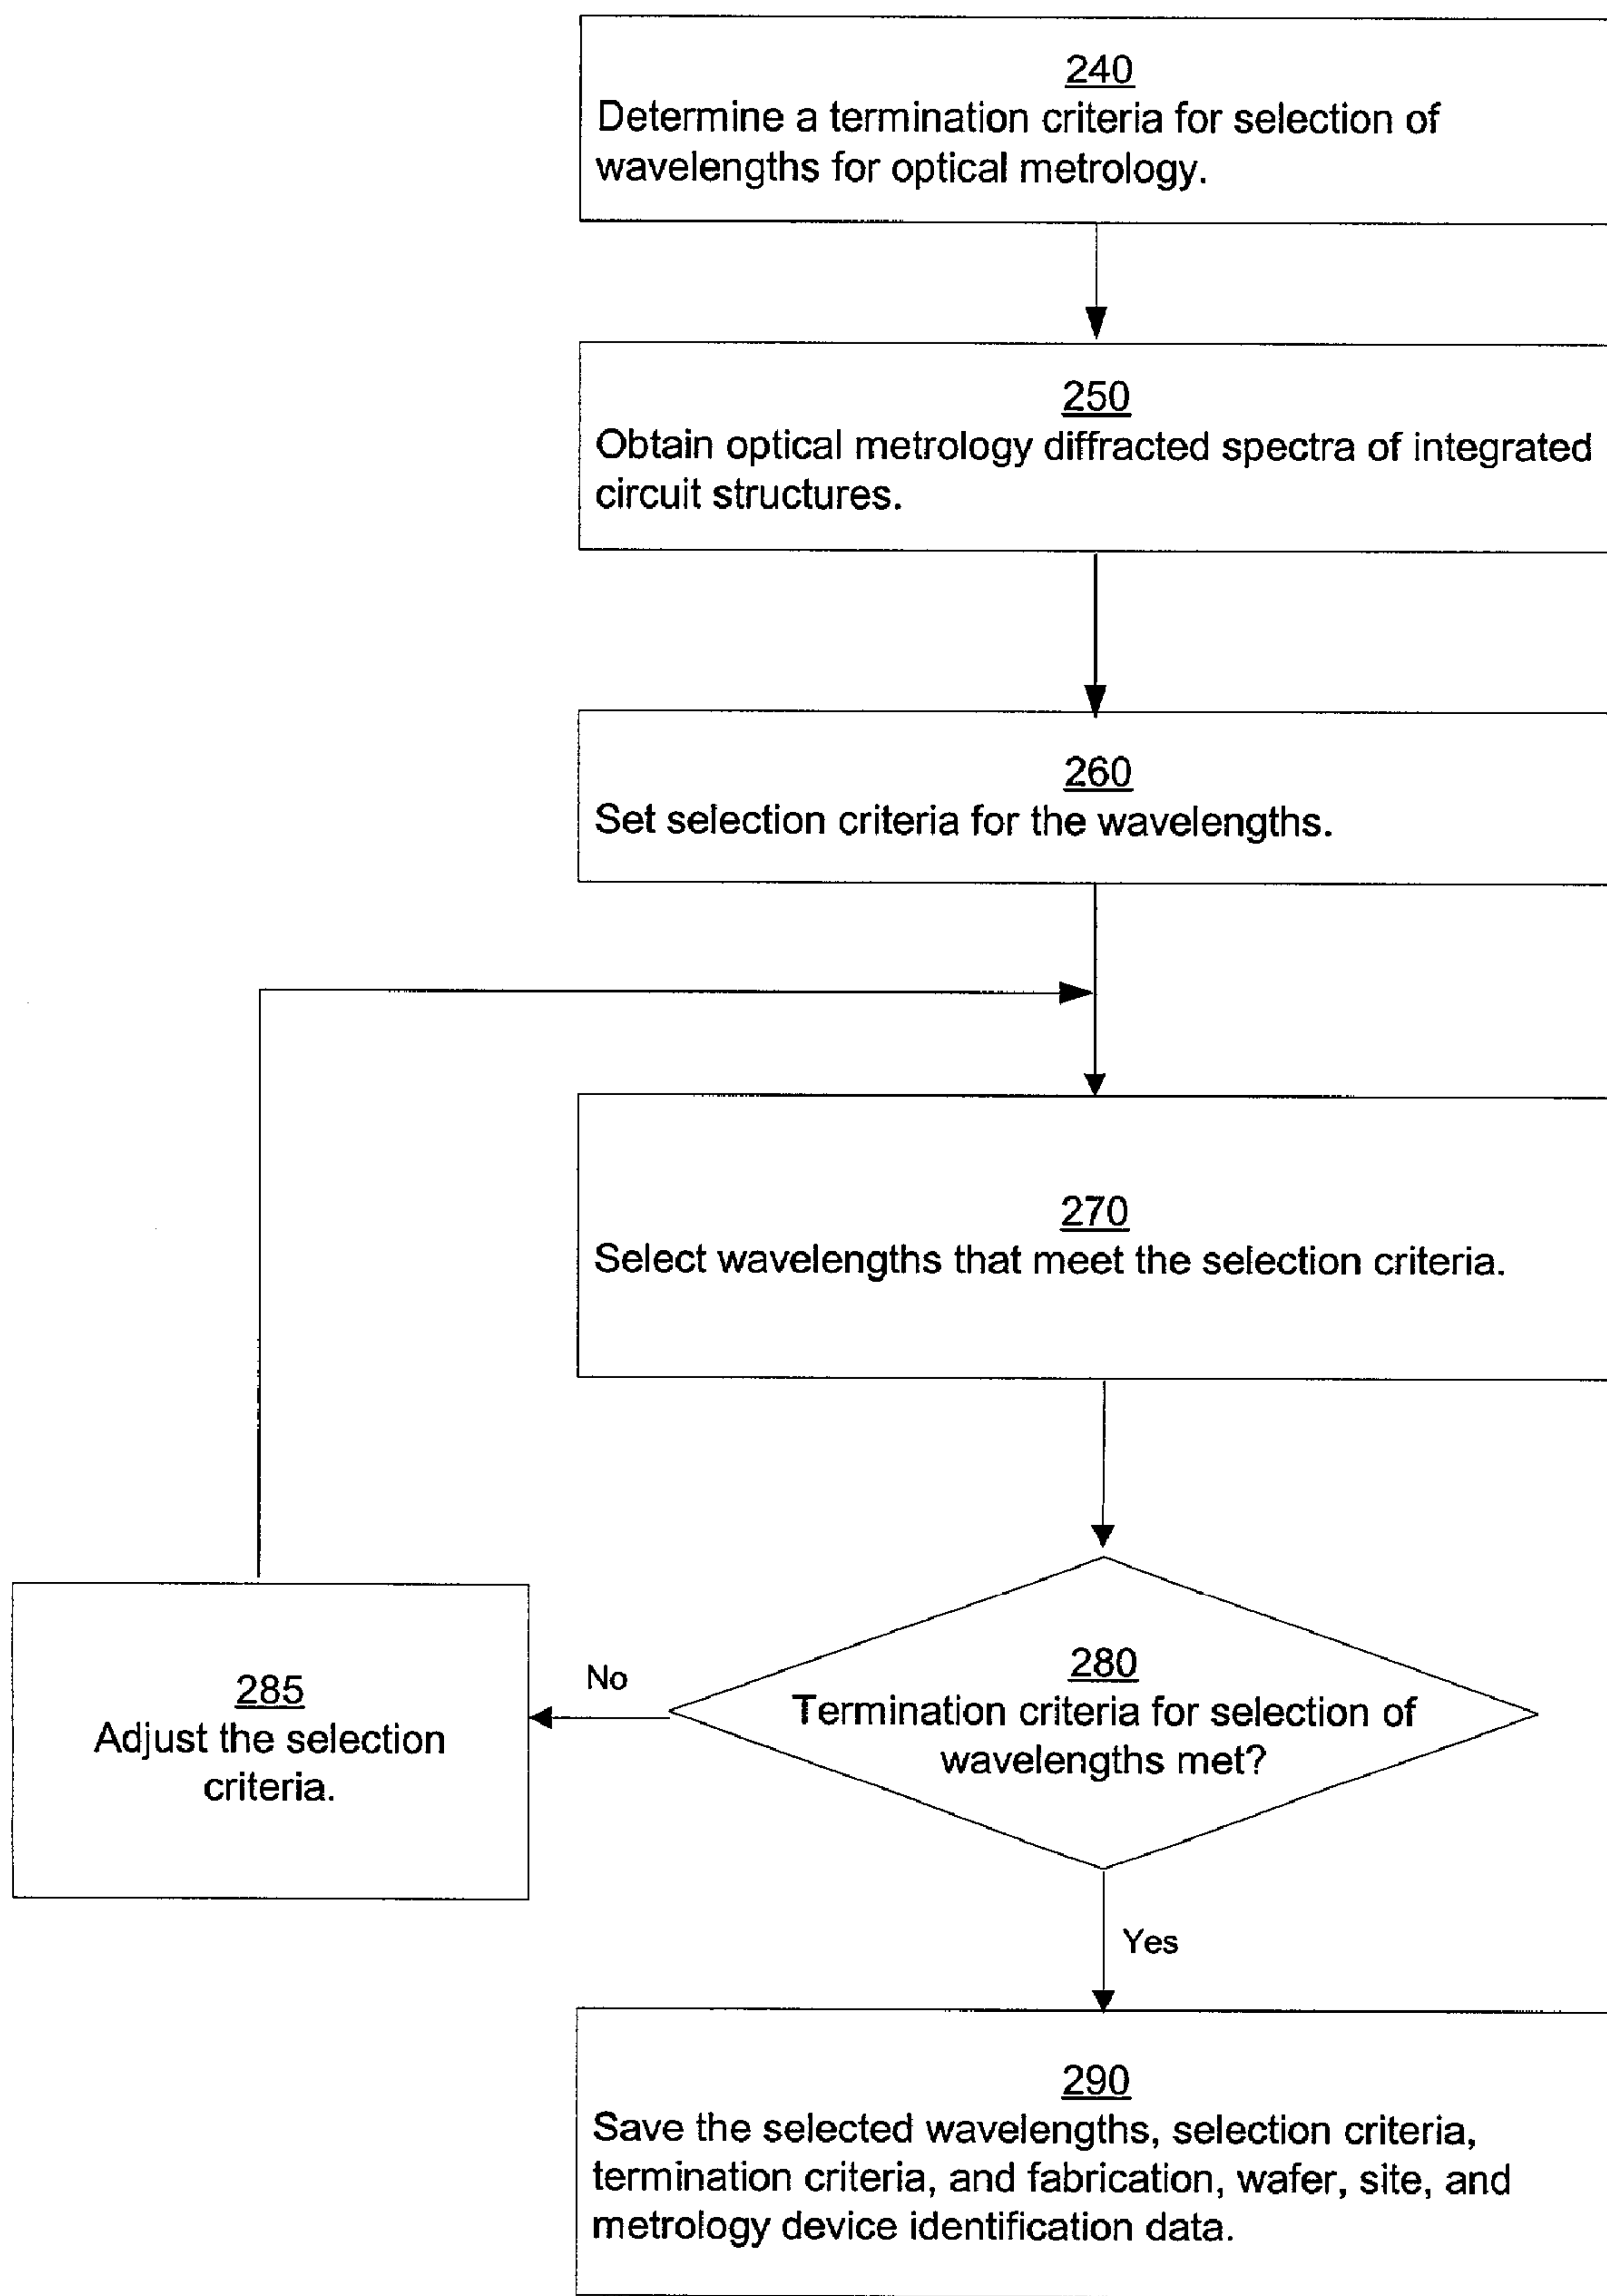 240
Determine a termination criteria for selection of
wavelengths for optical metrology.
250
Obtain optical metrology diffracted spectra of integrated
circuit structures.
260
Set selection criteria for the wavelengths.
270
Select wavelengths that meet the selection criteria.
280
Termination criteria for selection of
wavelengths met?
No
285
Adjust the selection
criteria.
Yes
290
Save the selected wavelengths, selection criteria,
termination criteria, and fabrication, wafer, site, and
metrology device identification data.